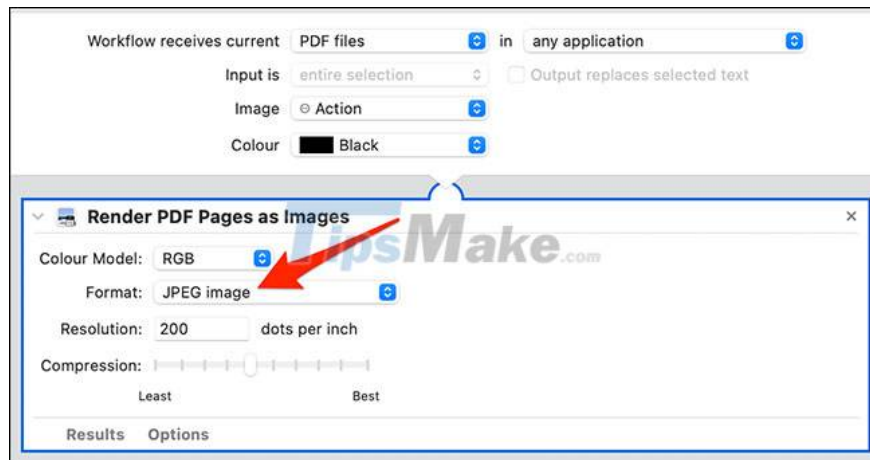 Workflow receives current PDF files in any application
Input is entire selection Output replaces selected text
Image Action
Colour Black
Render PDF Pages as Images
TipsMake.com
Colour Model: RGB
Format: JPEG image
Resolution: 200 dots per inch
Compression:
Least Best
Results Options